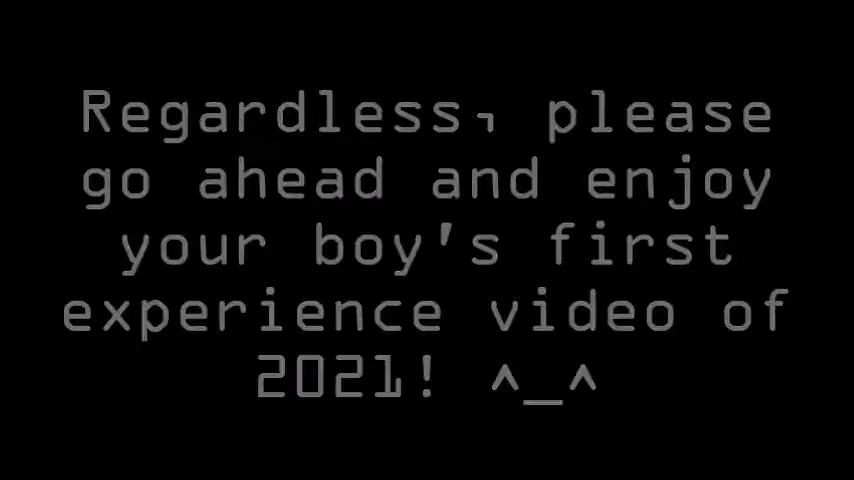 Regardless, please
go ahead and enjoy
your boy's first
experience video of
2021! ^_^